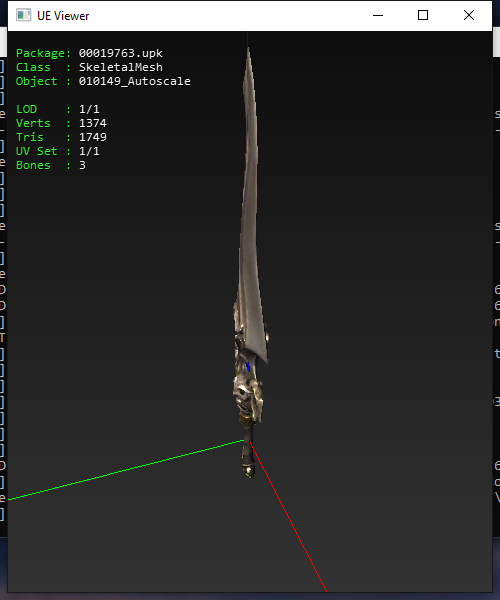 UE Viewer
Package: 00019763.upk
Class : SkeletalMesh
Object : 010149_Autoscale
LOD : 1/1
Verts : 1374
Tris : 1749
UV Set : 1/1
Bones : 3